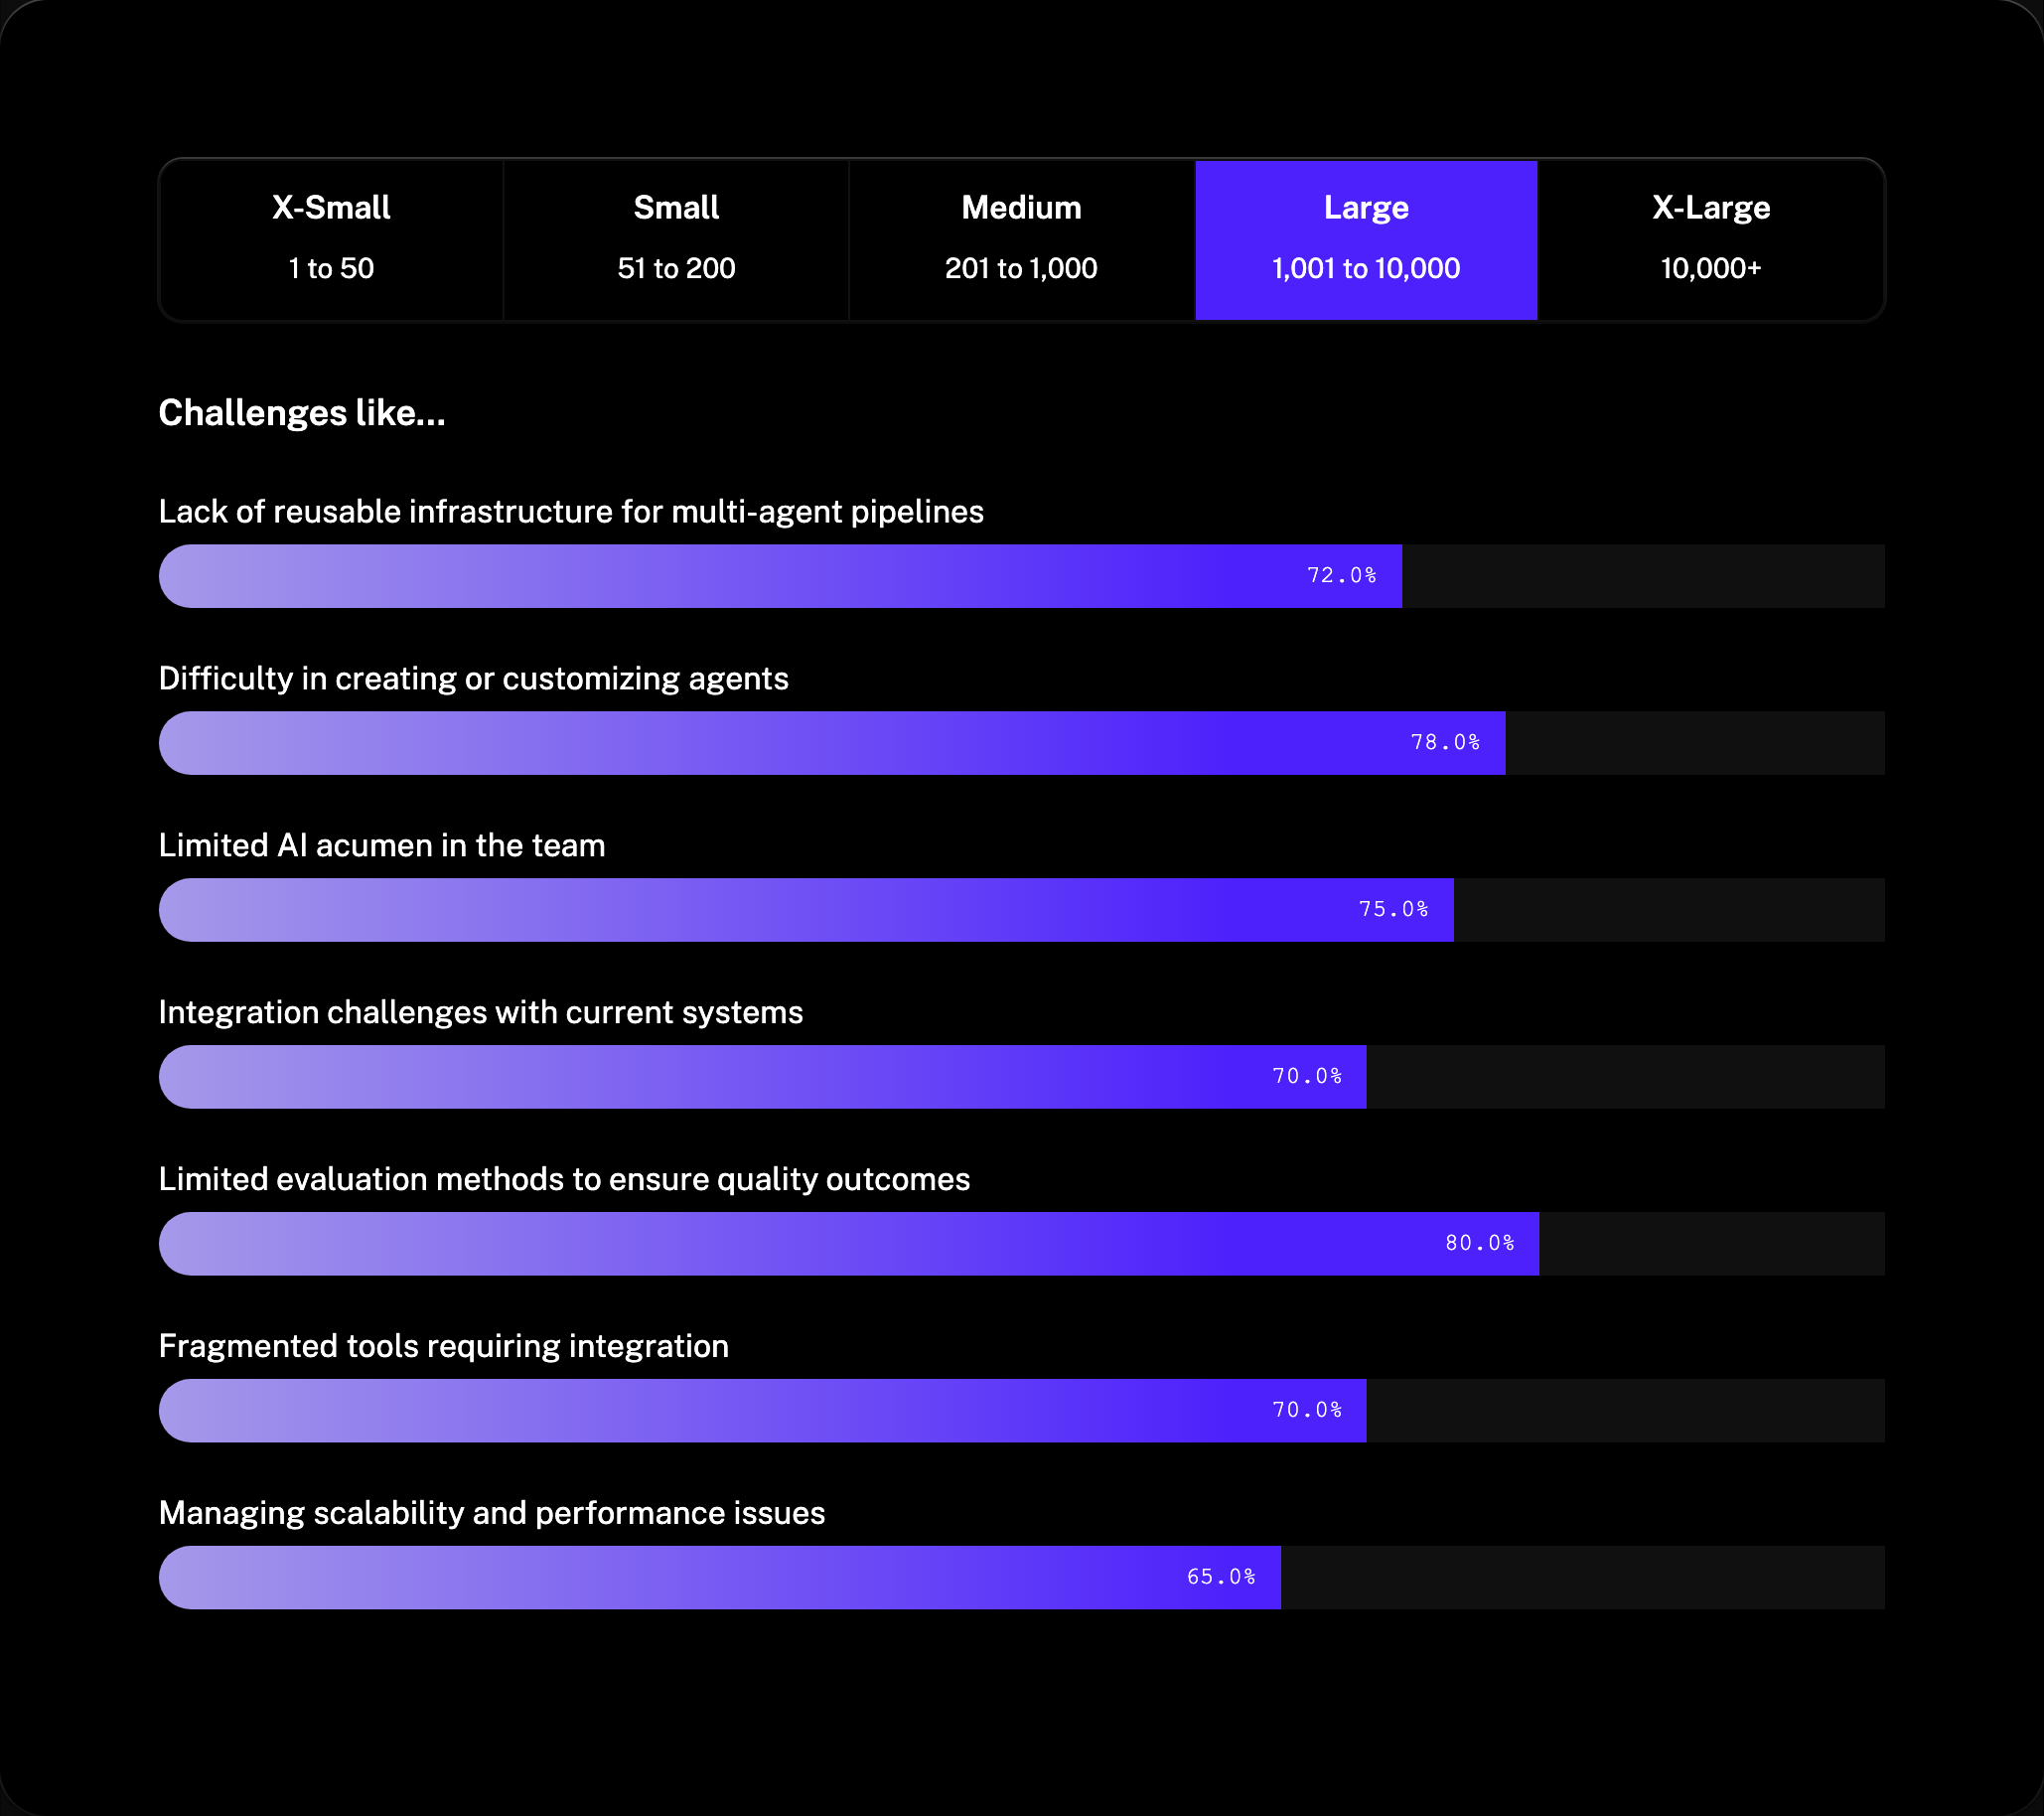 X-Small
1 to 50
Small
51 to 200
Medium
201 to 1,000
Large
1,001 to 10,000
X-Large
10,000+
Challenges like...
Lack of reusable infrastructure for multi-agent pipelines
72.0%
Difficulty in creating or customizing agents
78.0%
Limited AI acumen in the team
75.0%
Integration challenges with current systems
70.0%
Limited evaluation methods to ensure quality outcomes
80.0%
Fragmented tools requiring integration
70.0%
Managing scalability and performance issues
65.0%